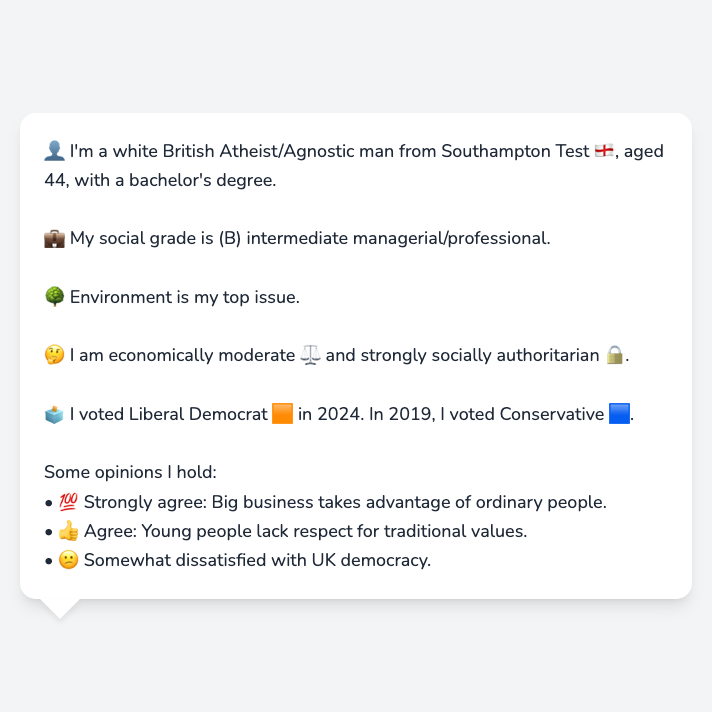 👤 I'm a white British Atheist/Agnostic man from Southampton Test 🏴󠁧󠁢󠁥󠁮󠁧󠁿, aged
44, with a bachelor's degree.
💼 My social grade is (B) intermediate managerial/professional.
🌳 Environment is my top issue.
🤔 I am economically moderate ⚖️ and strongly socially authoritarian 🔒.
🗳️ I voted Liberal Democrat 🟧 in 2024. In 2019, I voted Conservative 🟦.
Some opinions I hold:
• 💯 Strongly agree: Big business takes advantage of ordinary people.
• 👍 Agree: Young people lack respect for traditional values.
• 😕 Somewhat dissatisfied with UK democracy.